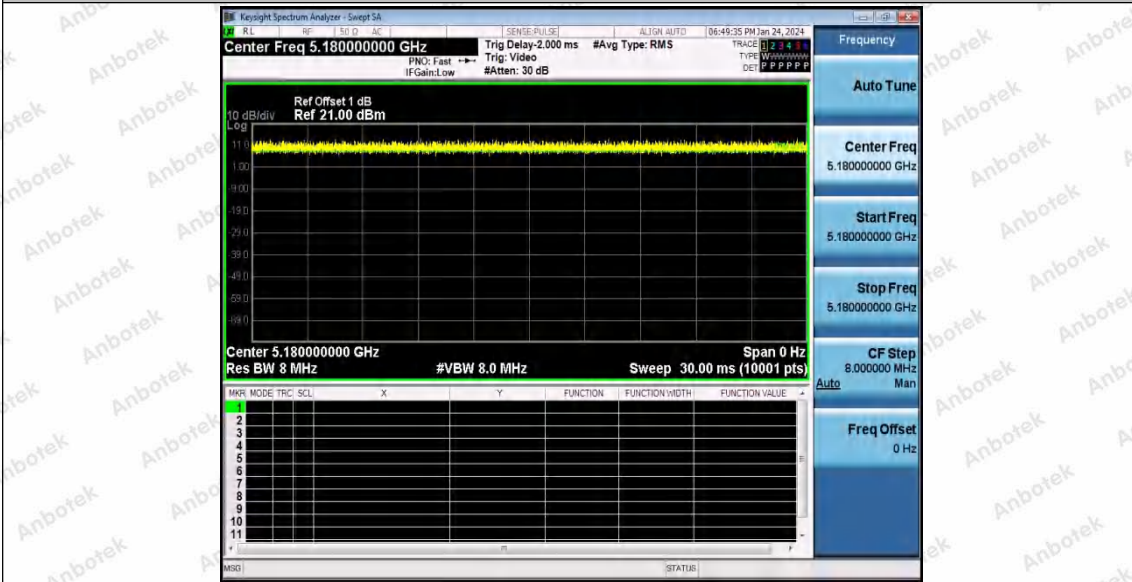 Keysight Spectrum Analyzer - Swept SA
RL RF 50 Ω AC SENSE:PULSE ALIGN AUTO 06:49:35 PM Jan 24, 2024
Center Freq 5.180000000 GHz
PNO: Fast
IFGain:Low
Trig Delay-2.000 ms
Trig: Video
#Atten: 30 dB
#Avg Type: RMS
TRACE 1 2 3 4 5 6
TYPE W
DET P P P P P P
Ref Offset 1 dB
Ref 21.00 dBm
10 dB/div
Log
11.0
1.00
-9.00
-19.0
-29.0
-39.0
-49.0
-59.0
-69.0
Center 5.180000000 GHz Span 0 Hz
Res BW 8 MHz #VBW 8.0 MHz Sweep 30.00 ms (10001 pts)
MKR MODE TRC SCL X Y FUNCTION FUNCTION WIDTH FUNCTION VALUE
1
2
3
4
5
6
7
8
9
10
11
MSG STATUS
Frequency
Auto Tune
Center Freq
5.180000000 GHz
Start Freq
5.180000000 GHz
Stop Freq
5.180000000 GHz
CF Step
8.000000 MHz
Auto Man
Freq Offset
0 Hz
Anbotek